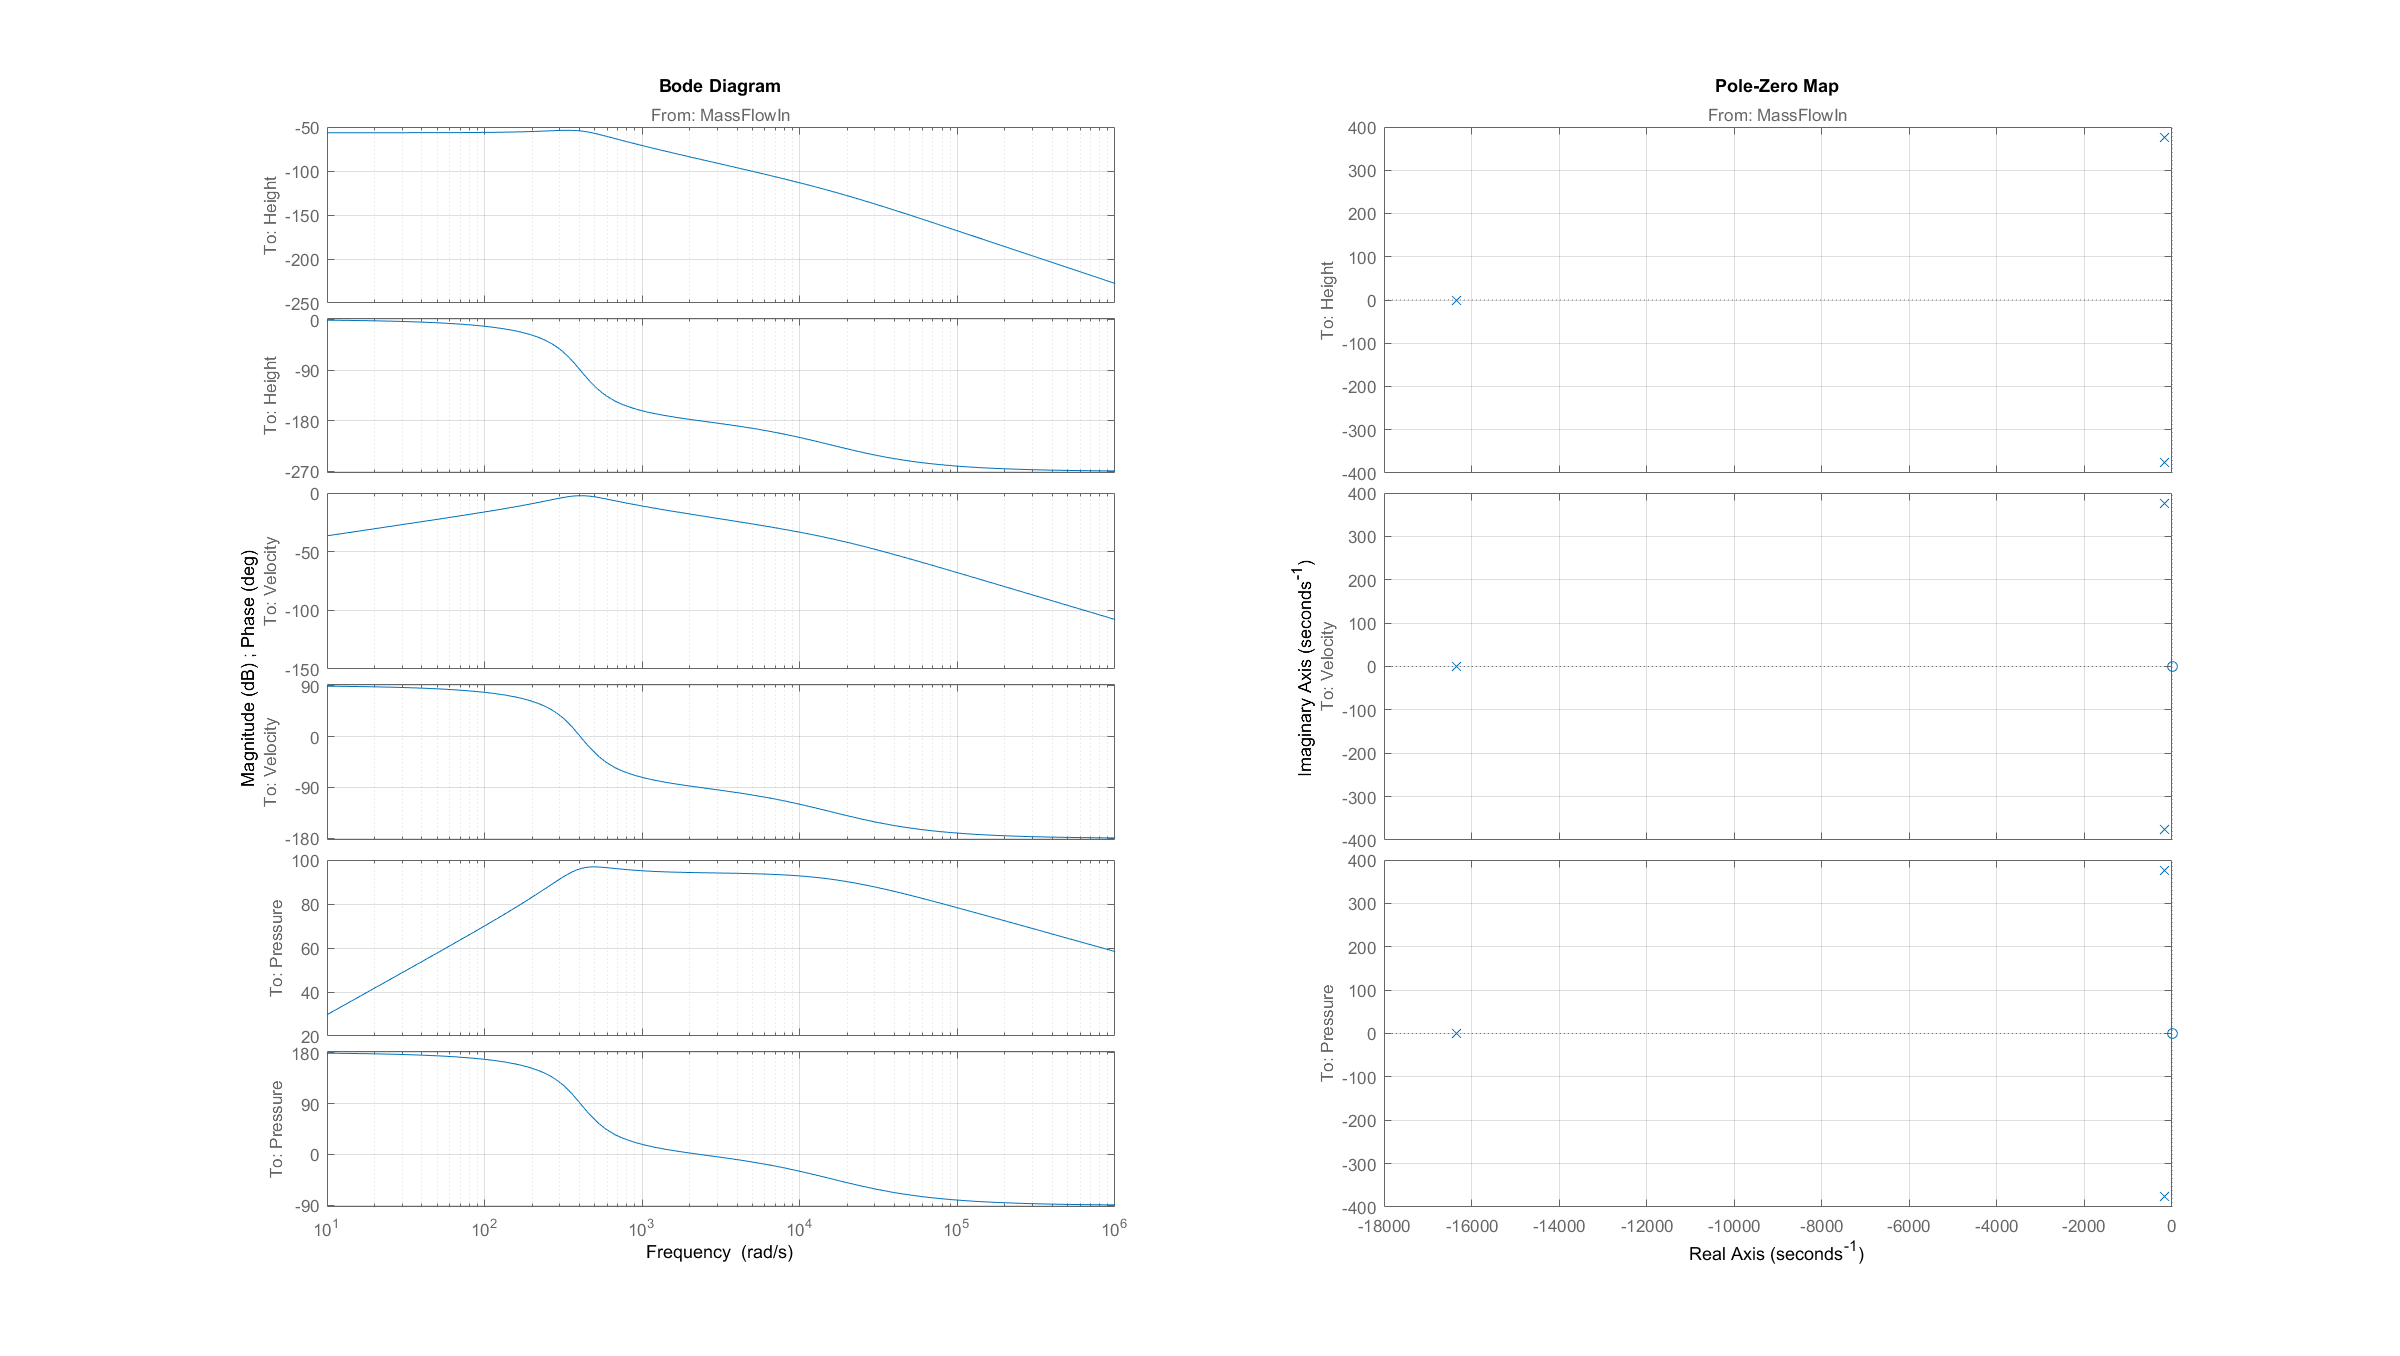 Bode Diagram
From: MassFlowIn
Magnitude (dB) ; Phase (deg)
To: Height
-50
-100
-150
-200
-250
To: Height
0
-90
-180
-270
To: Velocity
0
-50
-100
-150
To: Velocity
90
0
-90
-180
To: Pressure
100
80
60
40
20
To: Pressure
180
90
0
-90
10^1 10^2 10^3 10^4 10^5 10^6
Frequency (rad/s)
Pole-Zero Map
From: MassFlowIn
Imaginary Axis (seconds^-1)
To: Height
400
300
200
100
0
-100
-200
-300
-400
To: Velocity
400
300
200
100
0
-100
-200
-300
-400
To: Pressure
400
300
200
100
0
-100
-200
-300
-400
-18000 -16000 -14000 -12000 -10000 -8000 -6000 -4000 -2000 0
Real Axis (seconds^-1)